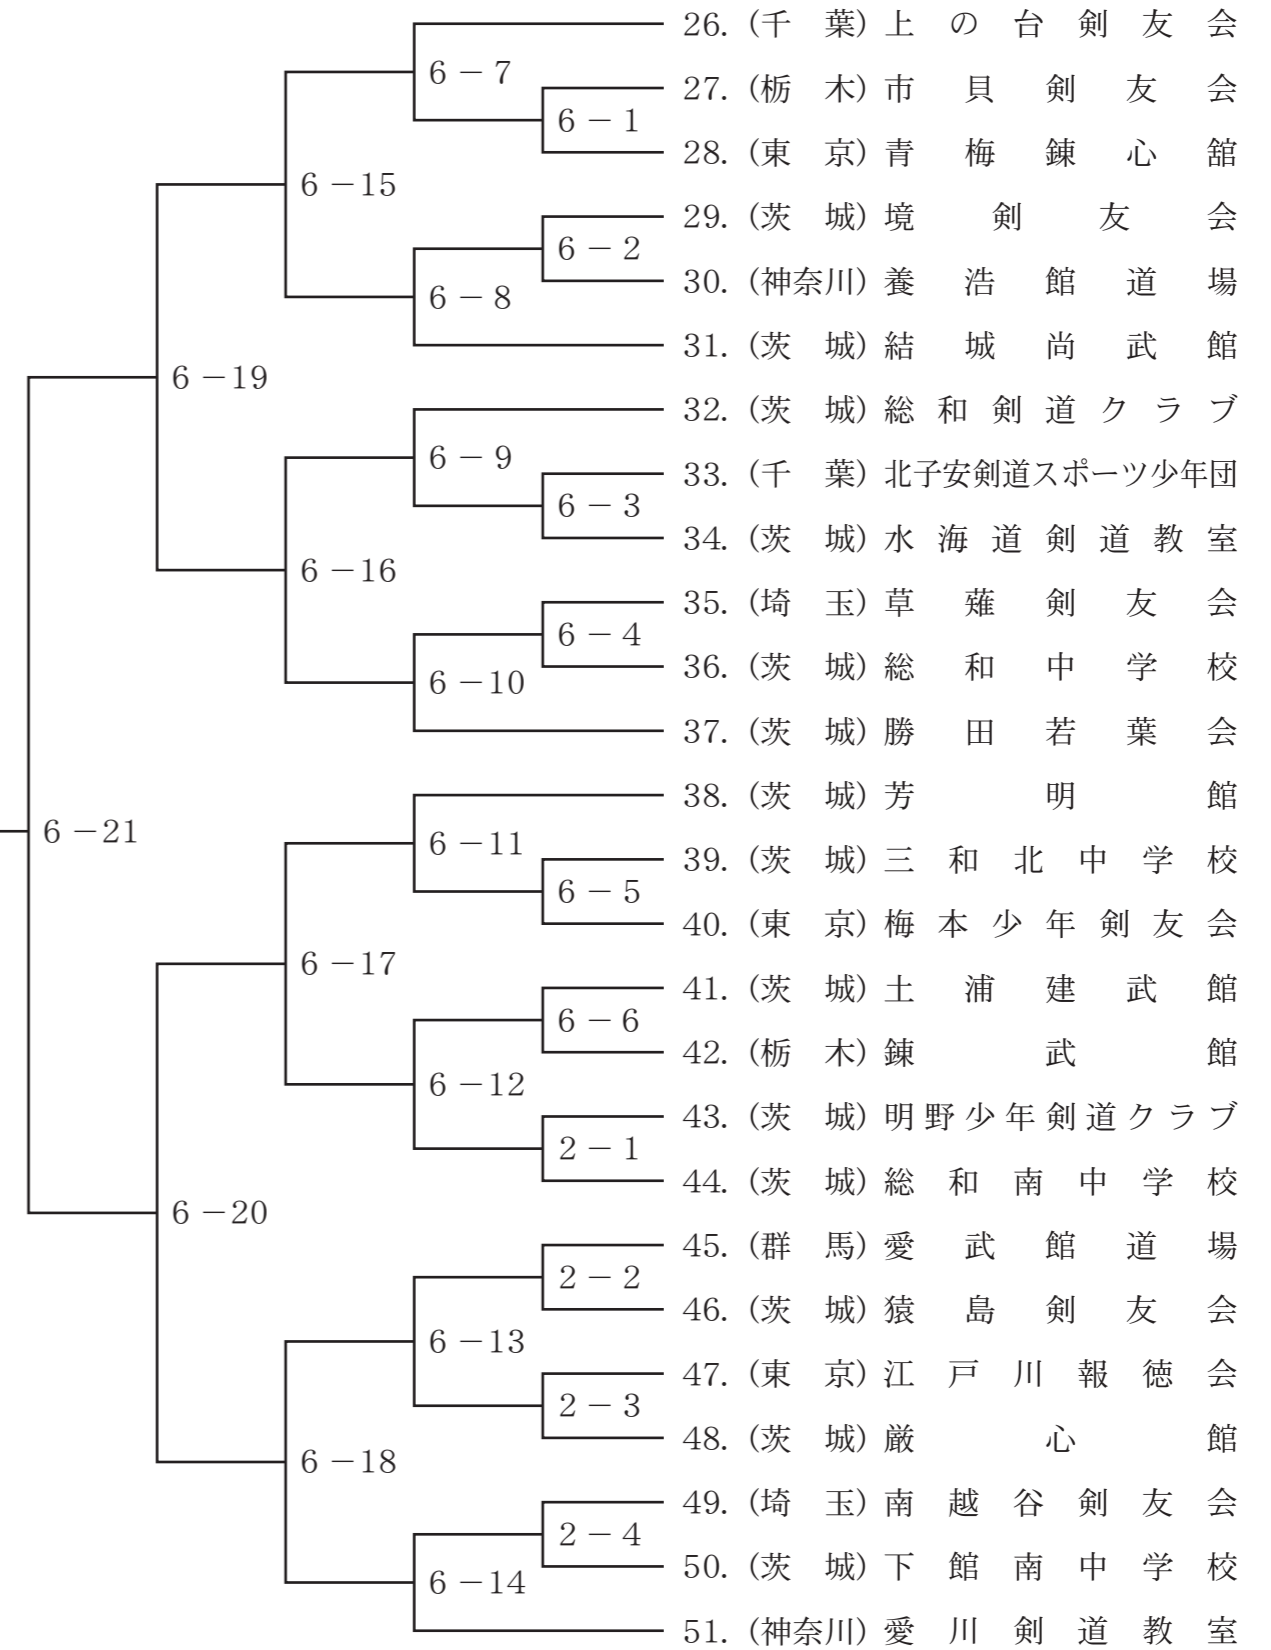 26. (千葉) 上の台剣友会
6－7
27. (栃木) 市貝剣友会
6－1
28. (東京) 青梅錬心舘
6－15
29. (茨城) 境剣友会
6－2
30. (神奈川) 養浩館道場
6－8
31. (茨城) 結城尚武館
6－19
32. (茨城) 総和剣道クラブ
6－9
33. (千葉) 北子安剣道スポーツ少年団
6－3
34. (茨城) 水海道剣道教室
6－16
35. (埼玉) 草薙剣友会
6－4
36. (茨城) 総和中学校
6－10
37. (茨城) 勝田若葉会
38. (茨城) 芳明館
6－21
6－11
39. (茨城) 三和北中学校
6－5
40. (東京) 梅本少年剣友会
6－17
41. (茨城) 土浦建武館
6－6
42. (栃木) 錬武館
6－12
43. (茨城) 明野少年剣道クラブ
2－1
44. (茨城) 総和南中学校
6－20
45. (群馬) 愛武館道場
2－2
46. (茨城) 猿島剣友会
6－13
47. (東京) 江戸川報徳会
2－3
48. (茨城) 厳心館
6－18
49. (埼玉) 南越谷剣友会
2－4
50. (茨城) 下館南中学校
6－14
51. (神奈川) 愛川剣道教室